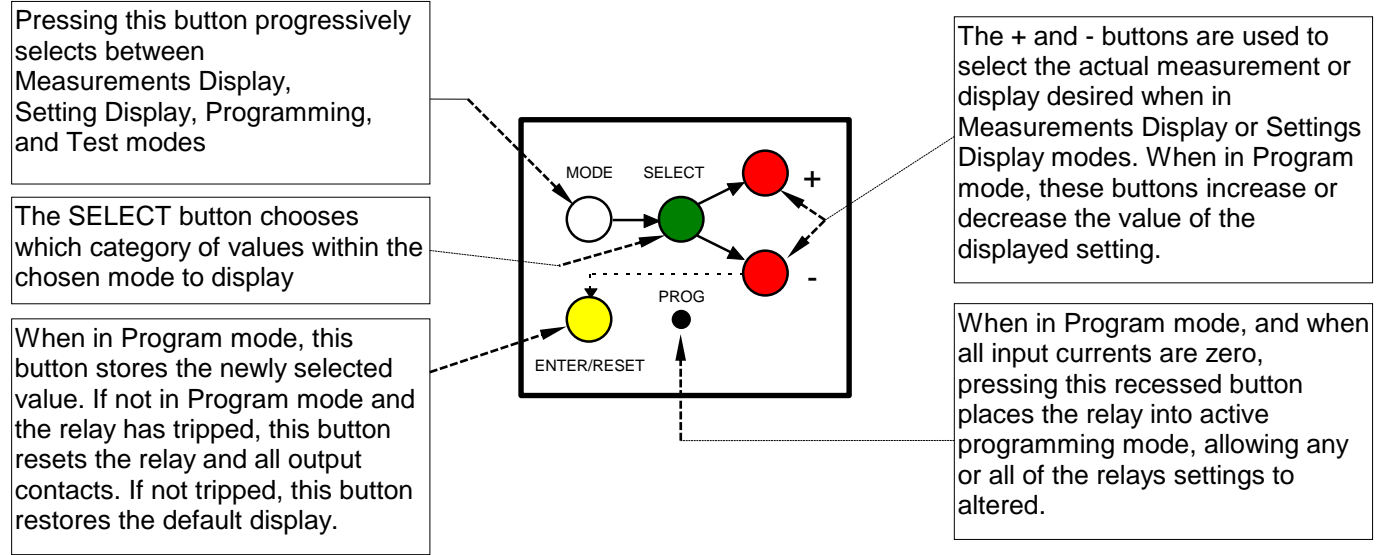 Pressing this button progressively
selects between
Measurements Display,
Setting Display, Programming,
and Test modes
The SELECT button chooses
which category of values within the
chosen mode to display
When in Program mode, this
button stores the newly selected
value. If not in Program mode and
the relay has tripped, this button
resets the relay and all output
contacts. If not tripped, this button
restores the default display.
MODE SELECT
+
-
PROG
ENTER/RESET
The + and - buttons are used to
select the actual measurement or
display desired when in
Measurements Display or Settings
Display modes. When in Program
mode, these buttons increase or
decrease the value of the
displayed setting.
When in Program mode, and when
all input currents are zero,
pressing this recessed button
places the relay into active
programming mode, allowing any
or all of the relays settings to
altered.